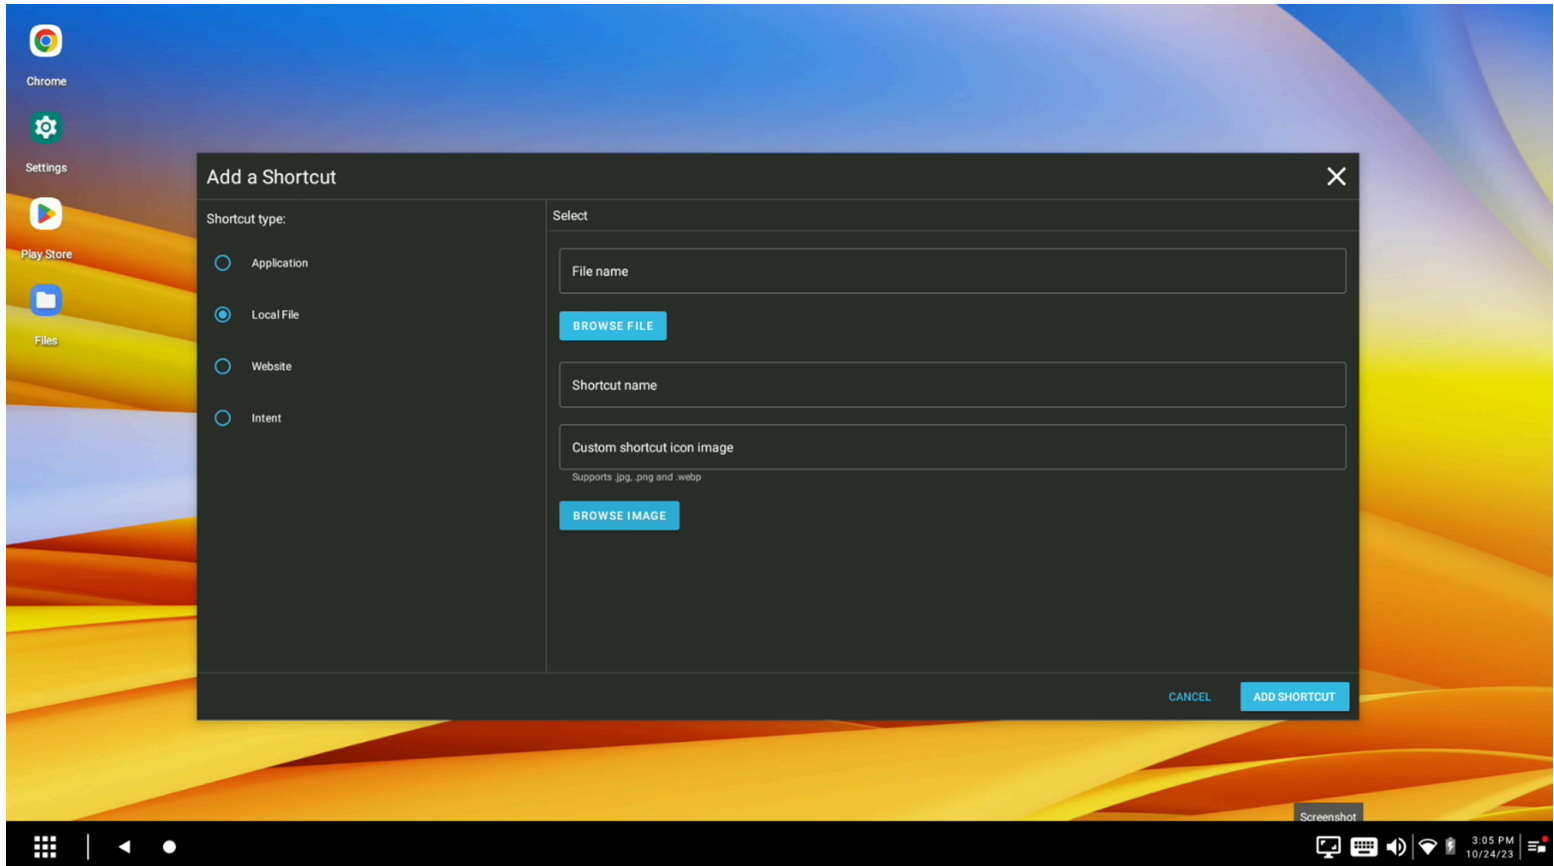 Chrome
Settings
Play Store
Files
Add a Shortcut
Shortcut type:
Application
Local File
Website
Intent
Select
File name
BROWSE FILE
Shortcut name
Custom shortcut icon image
Supports .jpg, .png and .webp
BROWSE IMAGE
CANCEL
ADD SHORTCUT
Screenshot
3:05 PM
10/24/23